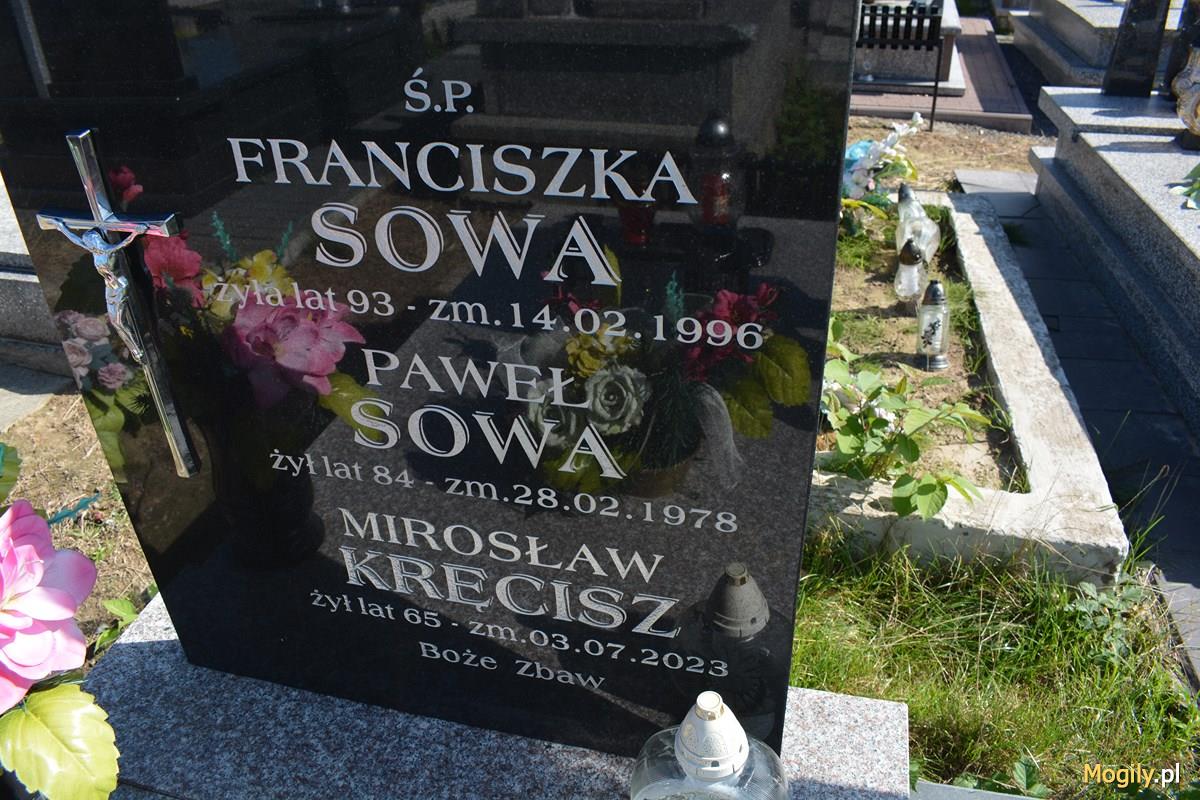 Ś.P.
FRANCISZKA
SOWA
żyła lat 93 - zm.14.02.1996
PAWEŁ
SOWA
żył lat 84 - zm.28.02.1978
MIROSŁAW
KRĘCISZ
żył lat 65 - zm.03.07.2023
Boże Zbaw
Mogily.pl